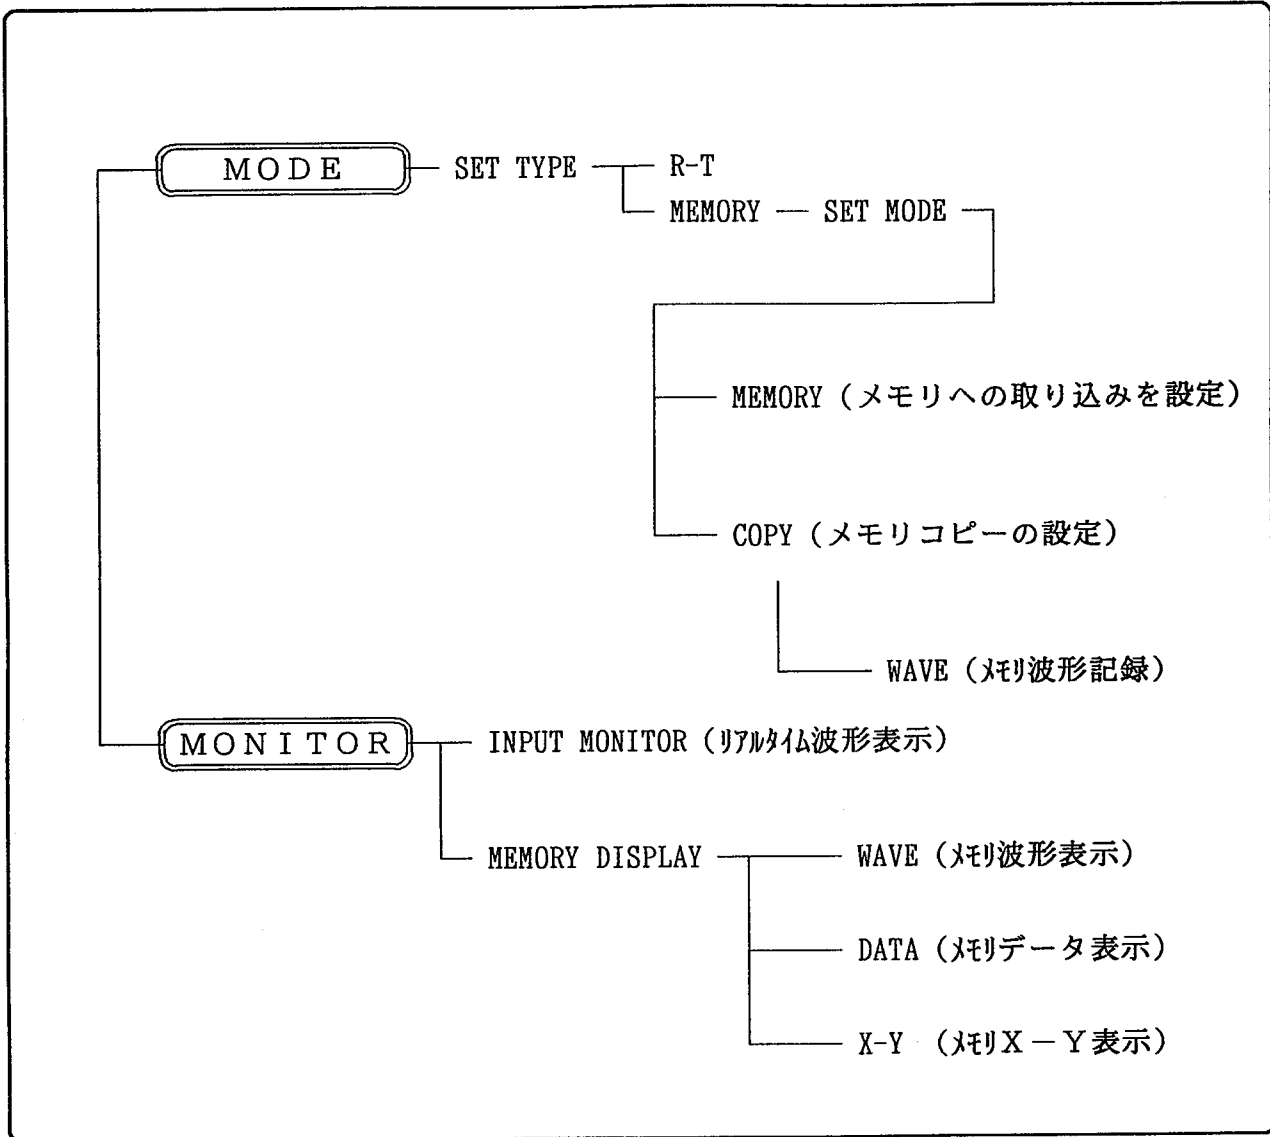 ＭＯＤＥ SET TYPE R-T
MEMORY SET MODE
MEMORY (メモリへの取り込みを設定)
COPY (メモリコピーの設定)
WAVE (ﾒﾓﾘ波形記録)
ＭＯＮＩＴＯＲ INPUT MONITOR (ﾘｱﾙﾀｲﾑ波形表示)
MEMORY DISPLAY WAVE (ﾒﾓﾘ波形表示)
DATA (ﾒﾓﾘデータ表示)
X-Y (ﾒﾓﾘＸ－Ｙ表示)